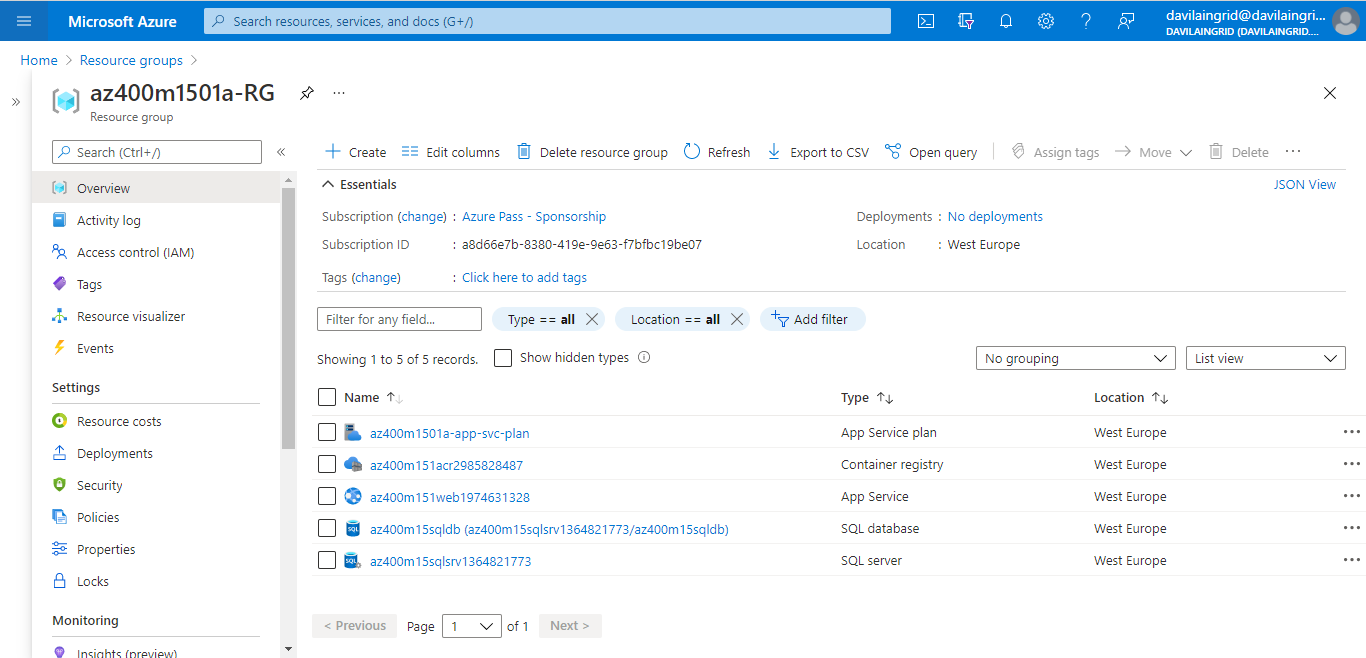 Microsoft Azure
Search resources, services, and docs (G+/)
davilaingrid@davilaingri...
DAVILAINGRID (DAVILAINGRID....
Home > Resource groups >
az400m1501a-RG
...
Resource group
Search (Ctrl+/)
«
»
Overview
Activity log
Access control (IAM)
Tags
Resource visualizer
Events
Settings
Resource costs
Deployments
Security
Policies
Properties
Locks
Monitoring
Insights (preview)
Create Edit columns Delete resource group Refresh Export to CSV Open query Assign tags Move Delete ...
Essentials JSON View
Subscription (change) : Azure Pass - Sponsorship Deployments : No deployments
Subscription ID : a8d66e7b-8380-419e-9e63-f7bfbc19be07 Location : West Europe
Tags (change) : Click here to add tags
Filter for any field... Type == all Location == all Add filter
Showing 1 to 5 of 5 records. Show hidden types No grouping List view
Name Type Location
az400m1501a-app-svc-plan App Service plan West Europe ...
az400m151acr2985828487 Container registry West Europe ...
az400m151web1974631328 App Service West Europe ...
az400m15sqldb (az400m15sqlsrv1364821773/az400m15sqldb) SQL database West Europe ...
az400m15sqlsrv1364821773 SQL server West Europe ...
< Previous Page 1 of 1 Next >